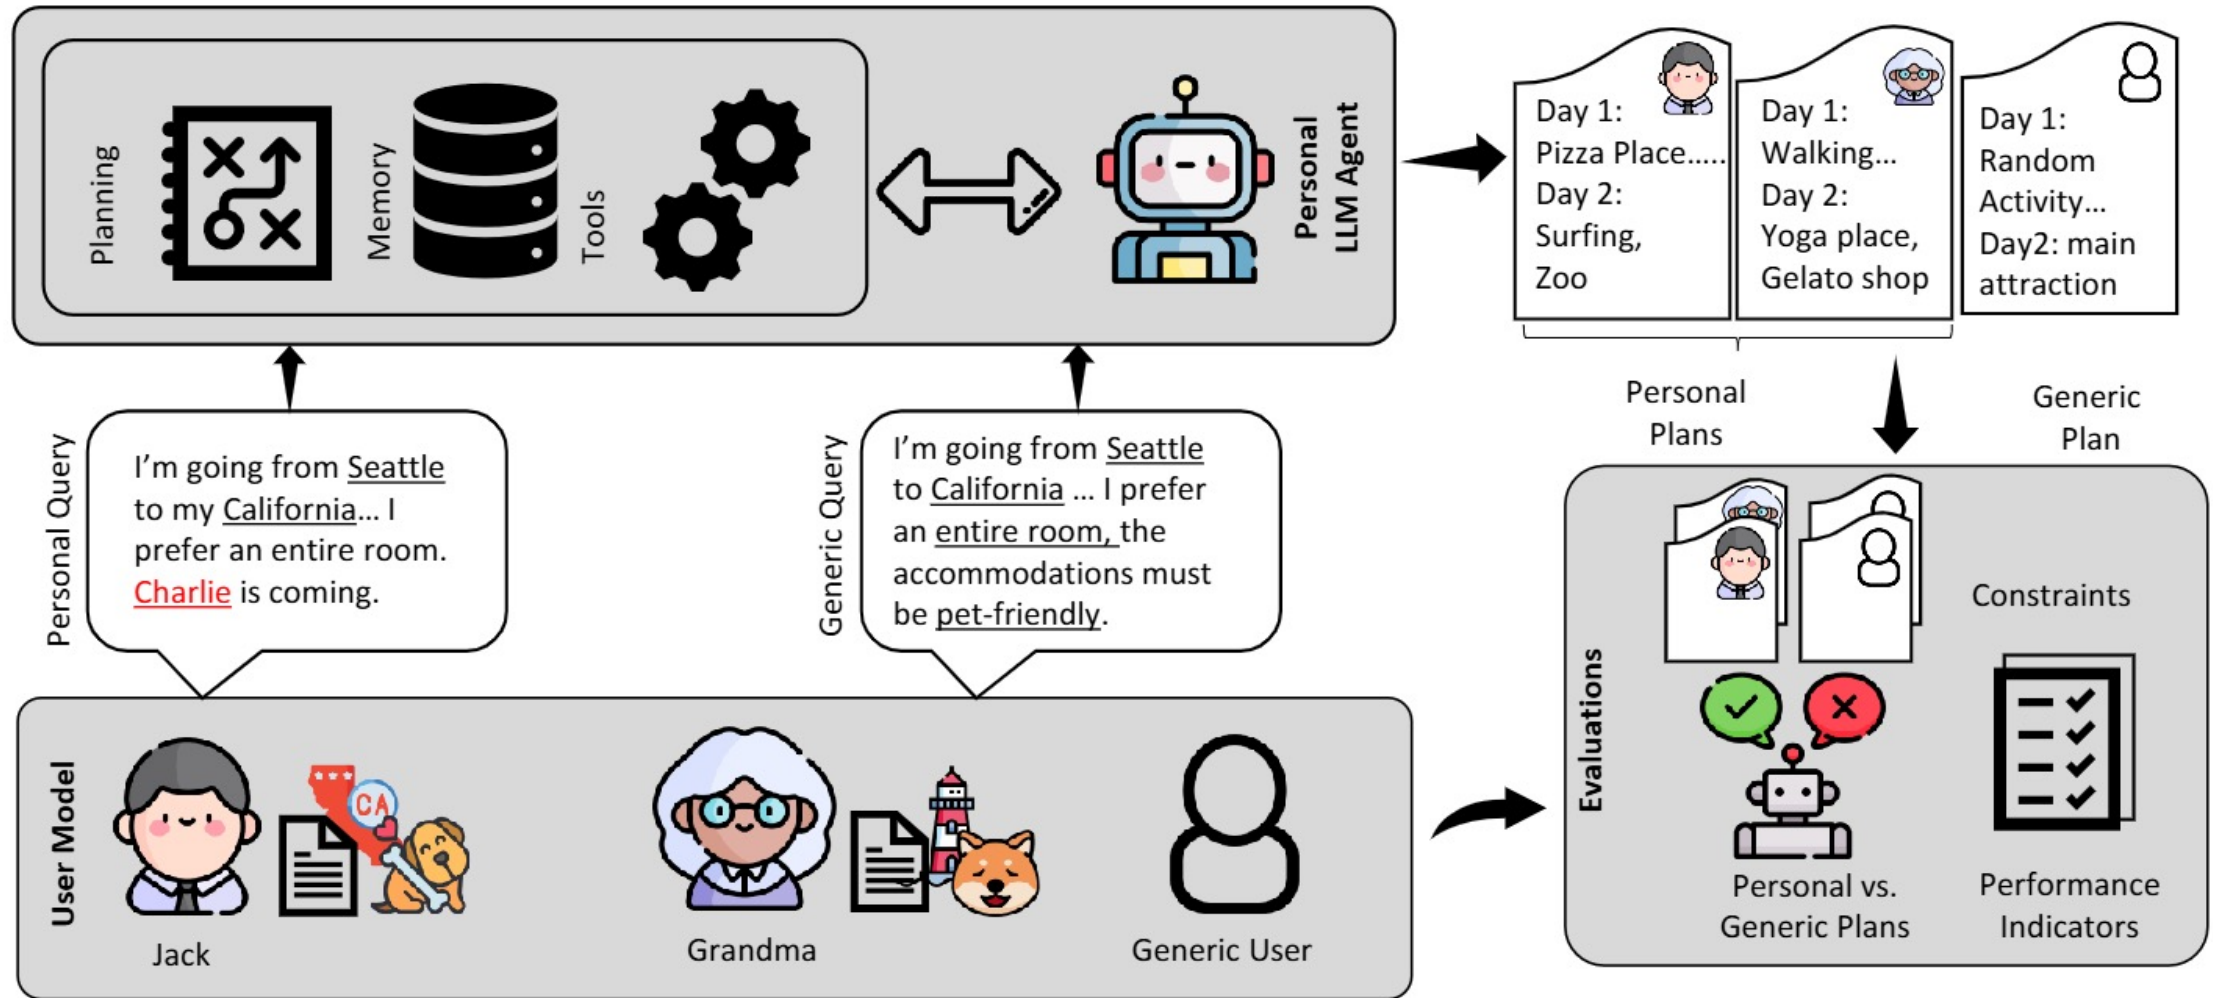 Planning
Memory
Tools
Personal
LLM Agent
Day 1:
Pizza Place.....
Day 2:
Surfing,
Zoo
Day 1:
Walking...
Day 2:
Yoga place,
Gelato shop
Day 1:
Random
Activity...
Day2: main
attraction
Personal
Plans
Generic
Plan
Personal Query
I'm going from Seattle
to my California... I
prefer an entire room.
Charlie is coming.
Generic Query
I'm going from Seattle
to California ... I prefer
an entire room, the
accommodations must
be pet-friendly.
User Model
CA
Jack
Grandma
Generic User
Evaluations
Constraints
Personal vs.
Generic Plans
Performance
Indicators